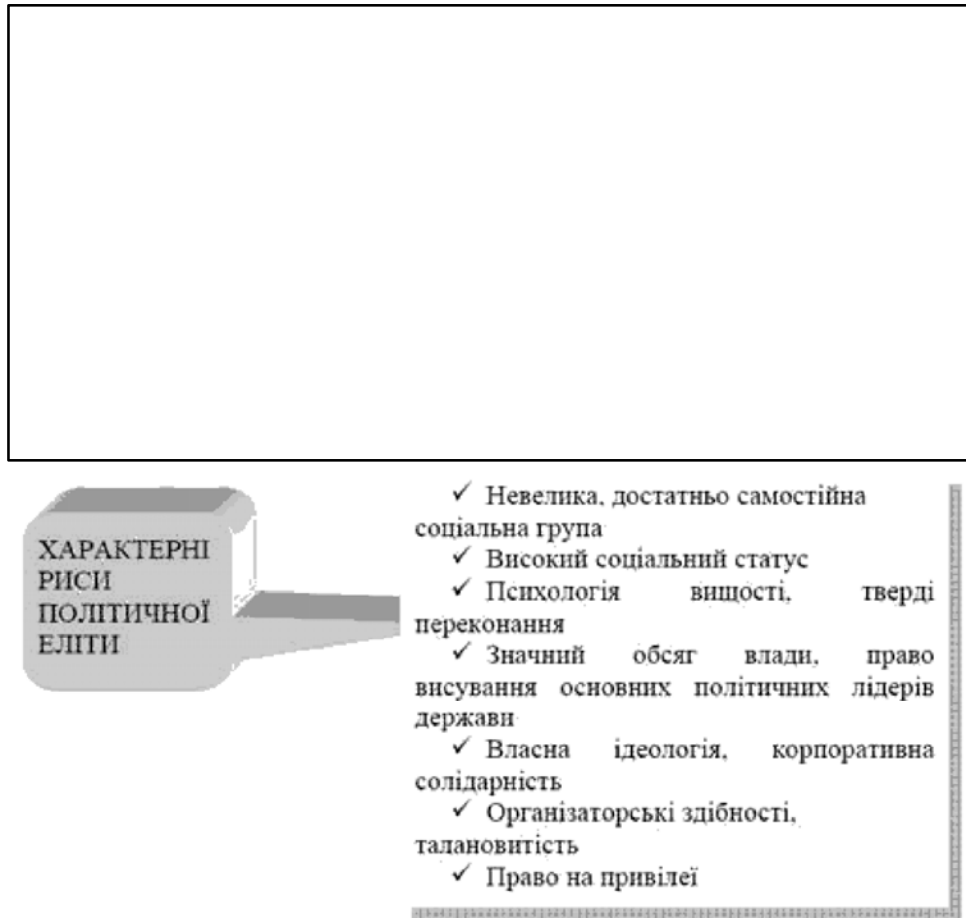 ХАРАКТЕРНІ
РИСИ
ПОЛІТИЧНОЇ
ЕЛІТИ
✓ Невелика, достатньо самостійна
соціальна група
✓ Високий соціальний статус
✓ Психологія вищості, тверді
переконання
✓ Значний обсяг влади, право
висування основних політичних лідерів
держави
✓ Власна ідеологія, корпоративна
солідарність
✓ Організаторські здібності,
талановитість
✓ Право на привілеї